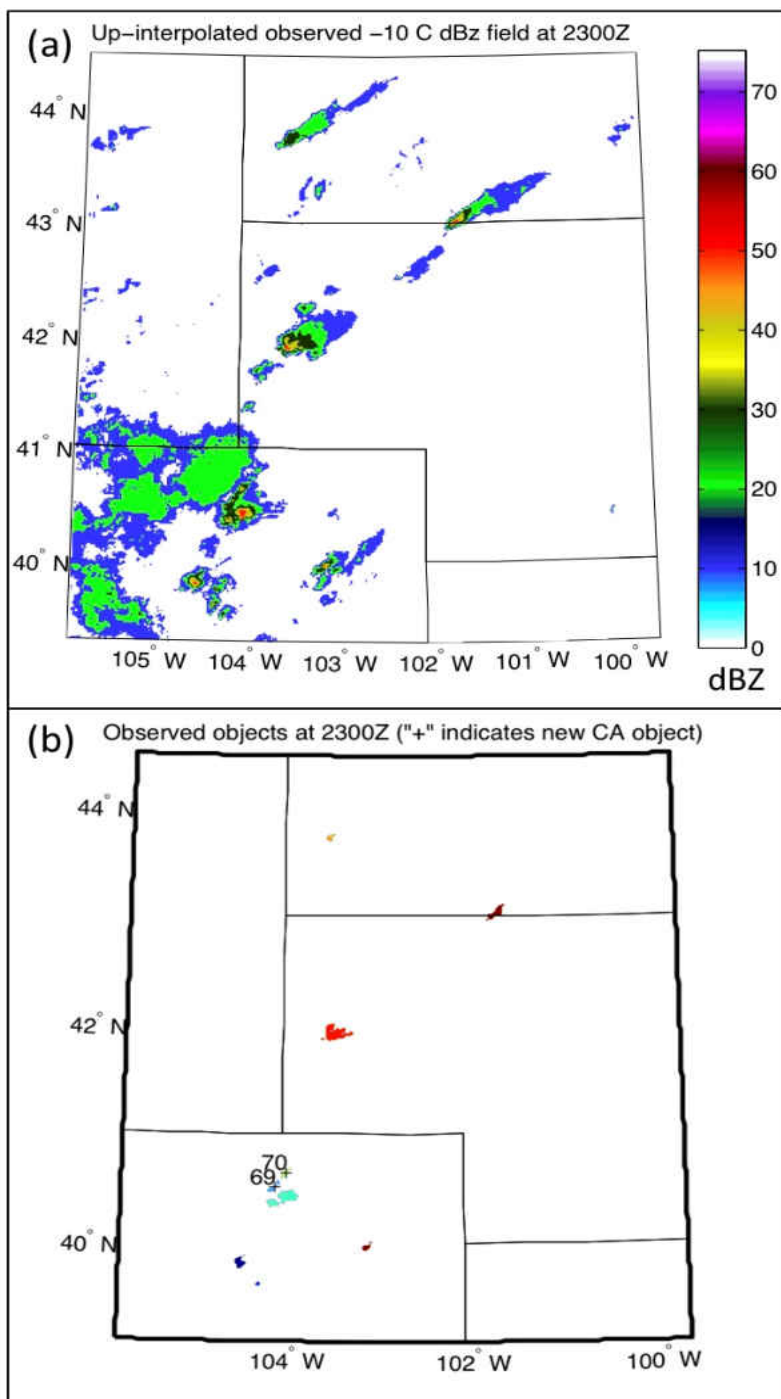 (a)
Up-interpolated observed −10 C dBz field at 2300Z
44° N
43° N
42° N
41° N
40° N
105° W 104° W 103° W 102° W 101° W 100° W
70
60
50
40
30
20
10
0
dBZ
(b)
Observed objects at 2300Z ("+" indicates new CA object)
44° N
42° N
40° N
70
69
104° W 102° W 100° W